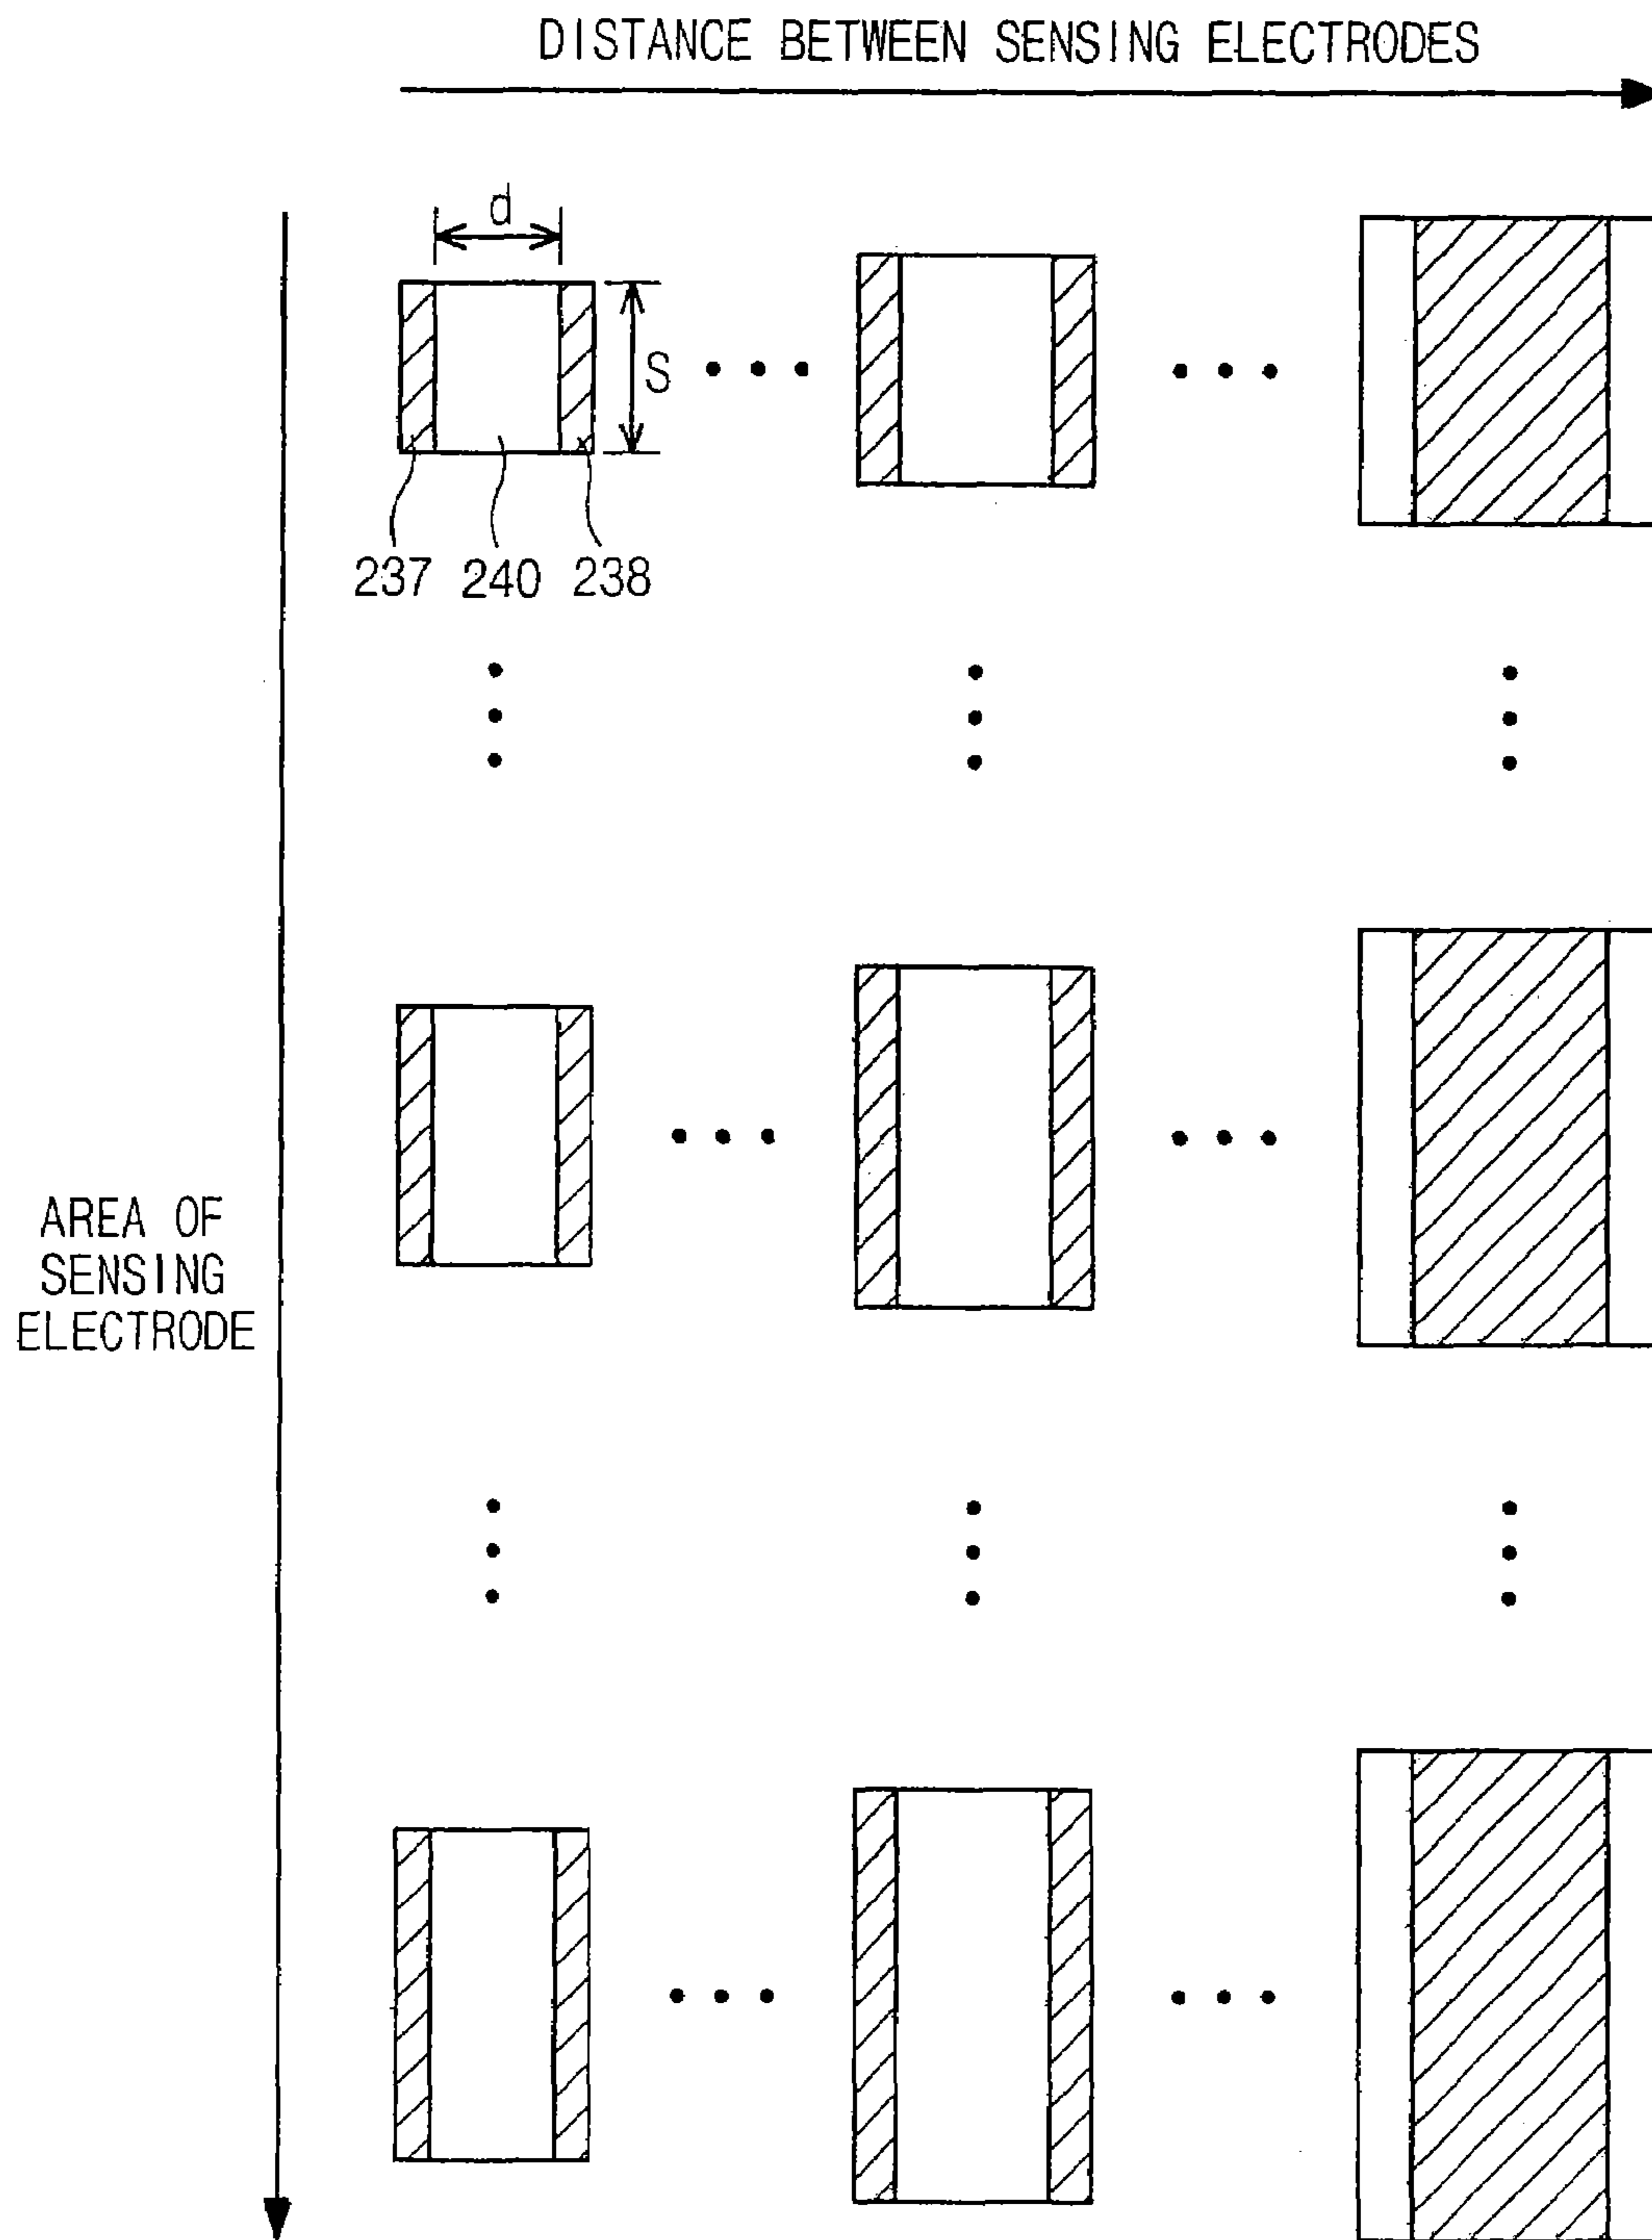 DISTANCE BETWEEN SENSING ELECTRODES
d
S
237 240 238
AREA OF
SENSING
ELECTRODE